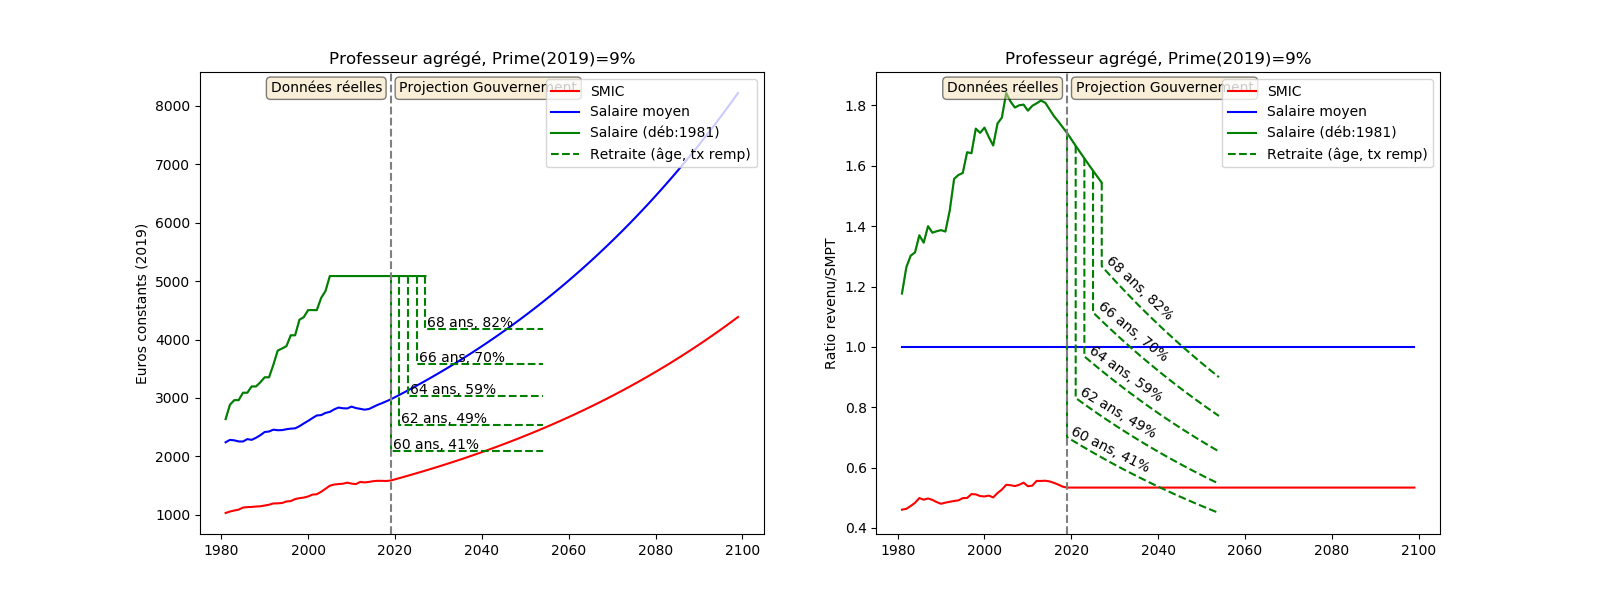 Professeur agrégé, Prime(2019)=9%
Données réelles
Projection Gouvernement
SMIC
Salaire moyen
Salaire (déb:1981)
Retraite (âge, tx remp)
Euros constants (2019)
8000
7000
6000
5000
4000
3000
2000
1000
68 ans, 82%
66 ans, 70%
64 ans, 59%
62 ans, 49%
60 ans, 41%
1980 2000 2020 2040 2060 2080 2100
Professeur agrégé, Prime(2019)=9%
Données réelles
Projection Gouvernement
SMIC
Salaire moyen
Salaire (déb:1981)
Retraite (âge, tx remp)
Ratio revenu/SMPT
1.8
1.6
1.4
1.2
1.0
0.8
0.6
0.4
68 ans, 82%
66 ans, 70%
64 ans, 59%
62 ans, 49%
60 ans, 41%
1980 2000 2020 2040 2060 2080 2100